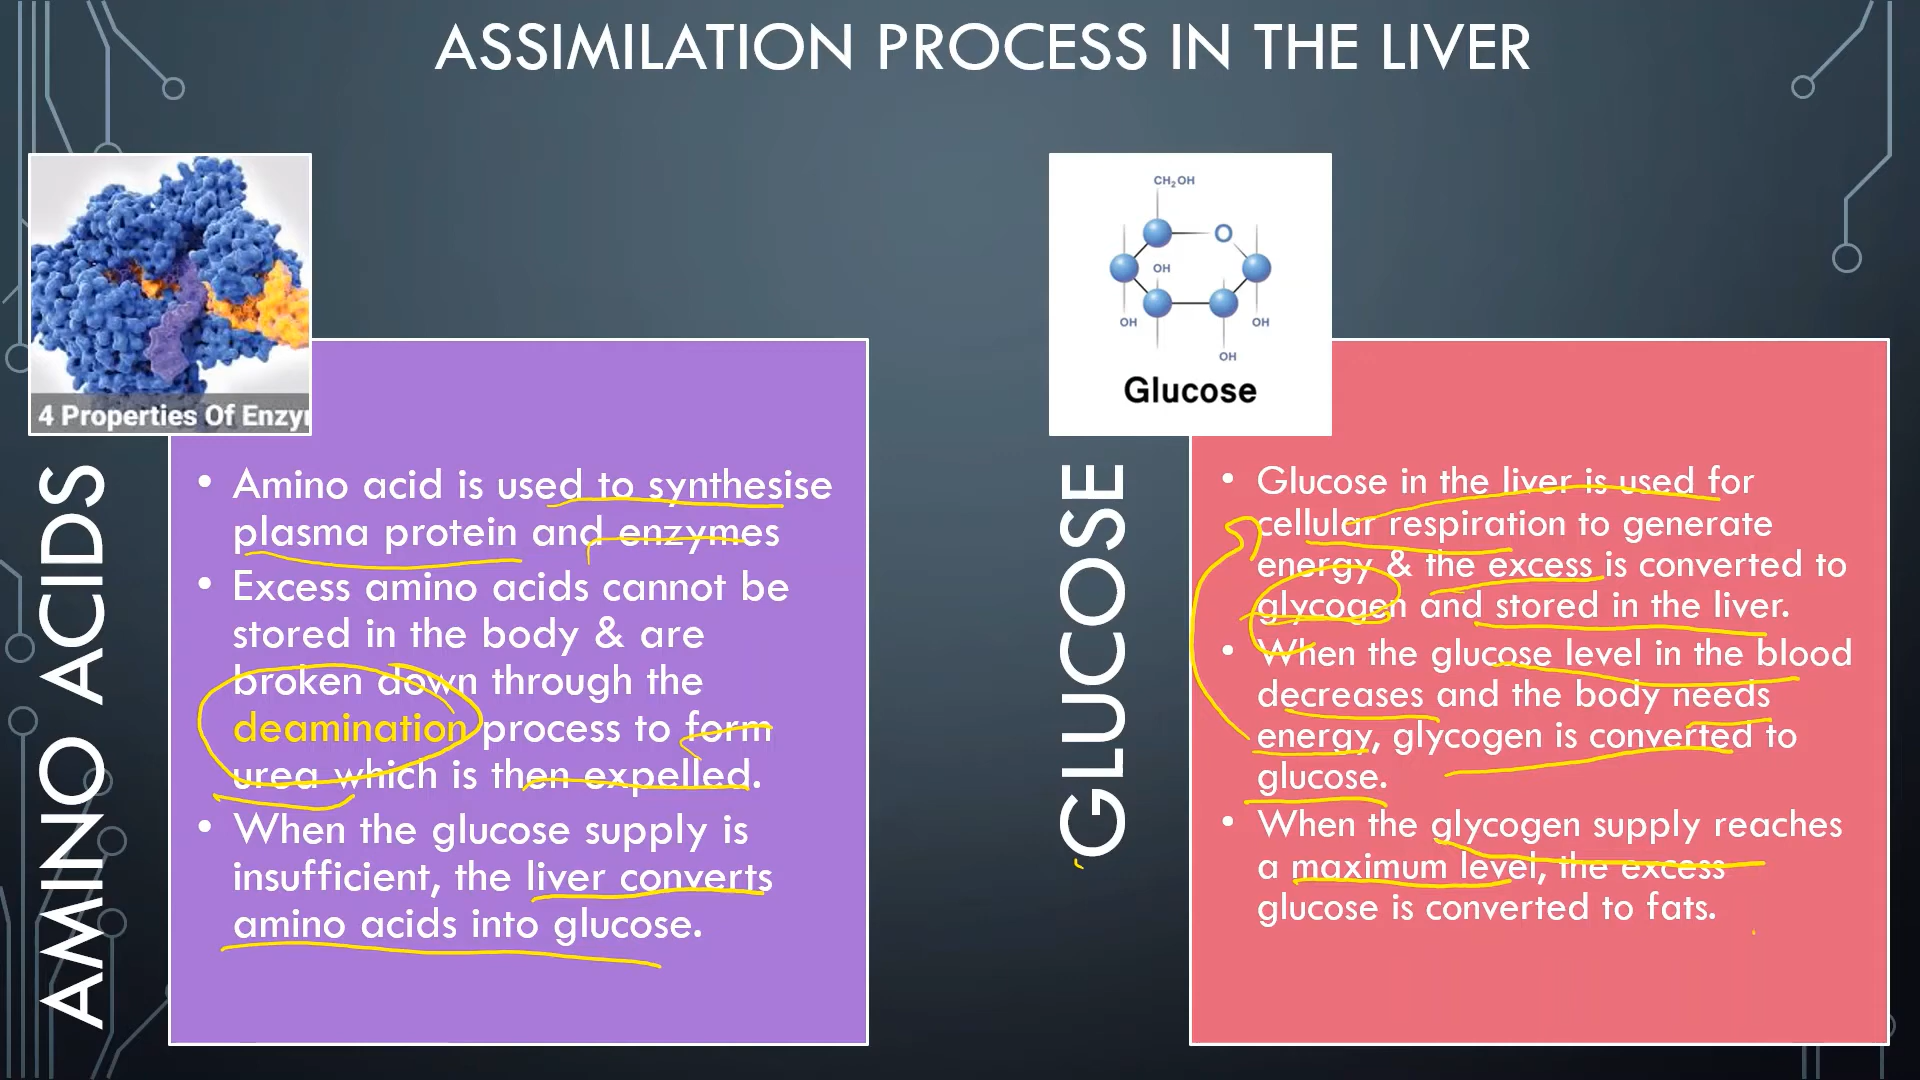 ASSIMILATION PROCESS IN THE LIVER
4 Properties Of Enzy
AMINO ACIDS
• Amino acid is used to synthesise
plasma protein and enzymes
• Excess amino acids cannot be
stored in the body & are
broken down through the
deamination process to form
urea which is then expelled.
• When the glucose supply is
insufficient, the liver converts
amino acids into glucose.
CH₂OH
O
OH
OH
OH
OH
Glucose
GLUCOSE
• Glucose in the liver is used for
cellular respiration to generate
energy & the excess is converted to
glycogen and stored in the liver.
• When the glucose level in the blood
decreases and the body needs
energy, glycogen is converted to
glucose.
• When the glycogen supply reaches
a maximum level, the excess
glucose is converted to fats.